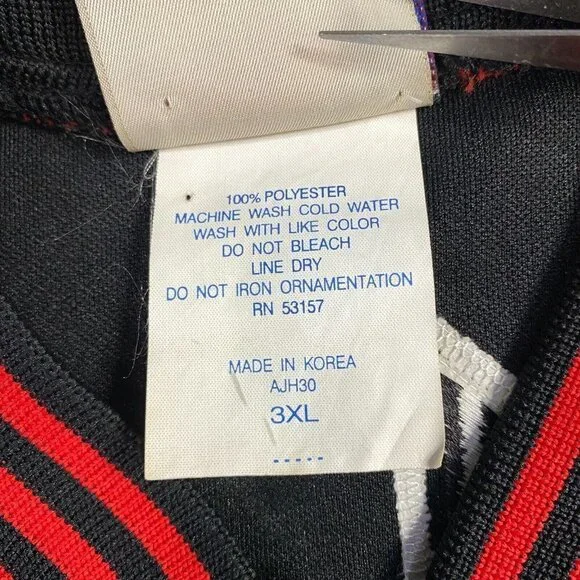 100% POLYESTER
MACHINE WASH COLD WATER
WASH WITH LIKE COLOR
DO NOT BLEACH
LINE DRY
DO NOT IRON ORNAMENTATION
RN 53157
MADE IN KOREA
AJH30
3XL